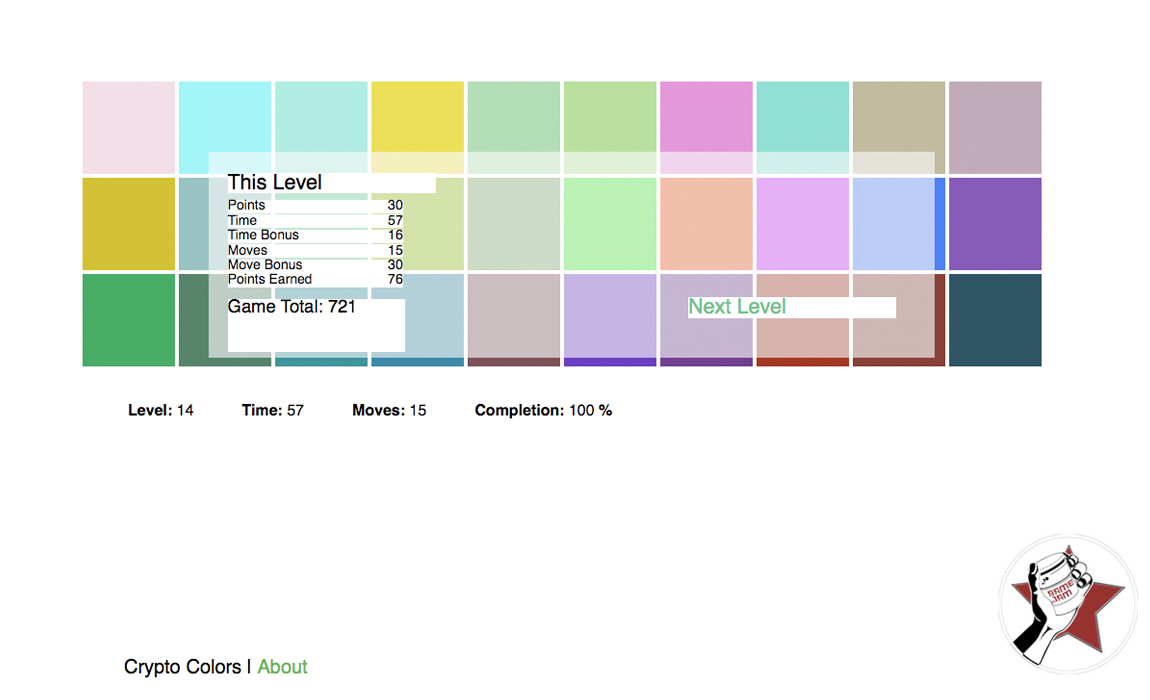 This Level
Points 30
Time 57
Time Bonus 16
Moves 15
Move Bonus 30
Points Earned 76
Game Total: 721
Next Level
Level: 14 Time: 57 Moves: 15 Completion: 100 %
GAME
JAM
Crypto Colors | About